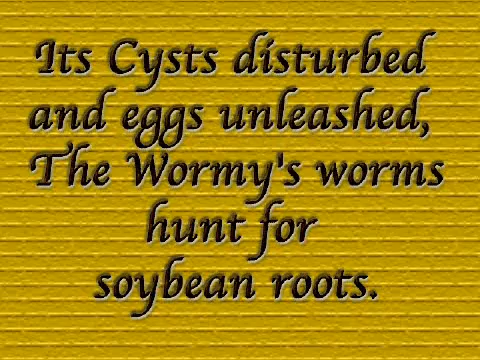 Its Cysts disturbed
and eggs unleashed,
The Wormy's worms
hunt for
soybean roots.